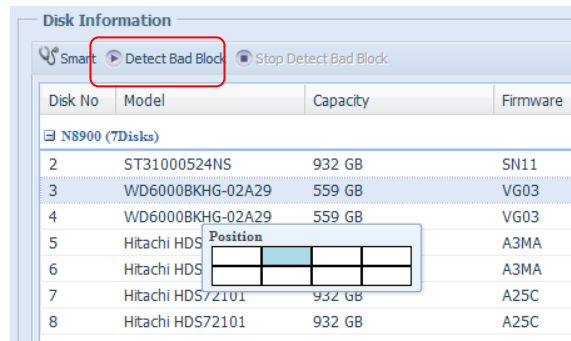 Disk Information
Smart Detect Bad Block Stop Detect Bad Block
Disk No Model Capacity Firmware
N8900 (7Disks)
2 ST31000524NS 932 GB SN11
3 WD6000BKHG-02A29 559 GB VG03
4 WD6000BKHG-02A29 559 GB VG03
5 Hitachi HDS A3MA
Position
6 Hitachi HDS A3MA
7 Hitachi HDS72101 932 GB A25C
8 Hitachi HDS72101 932 GB A25C